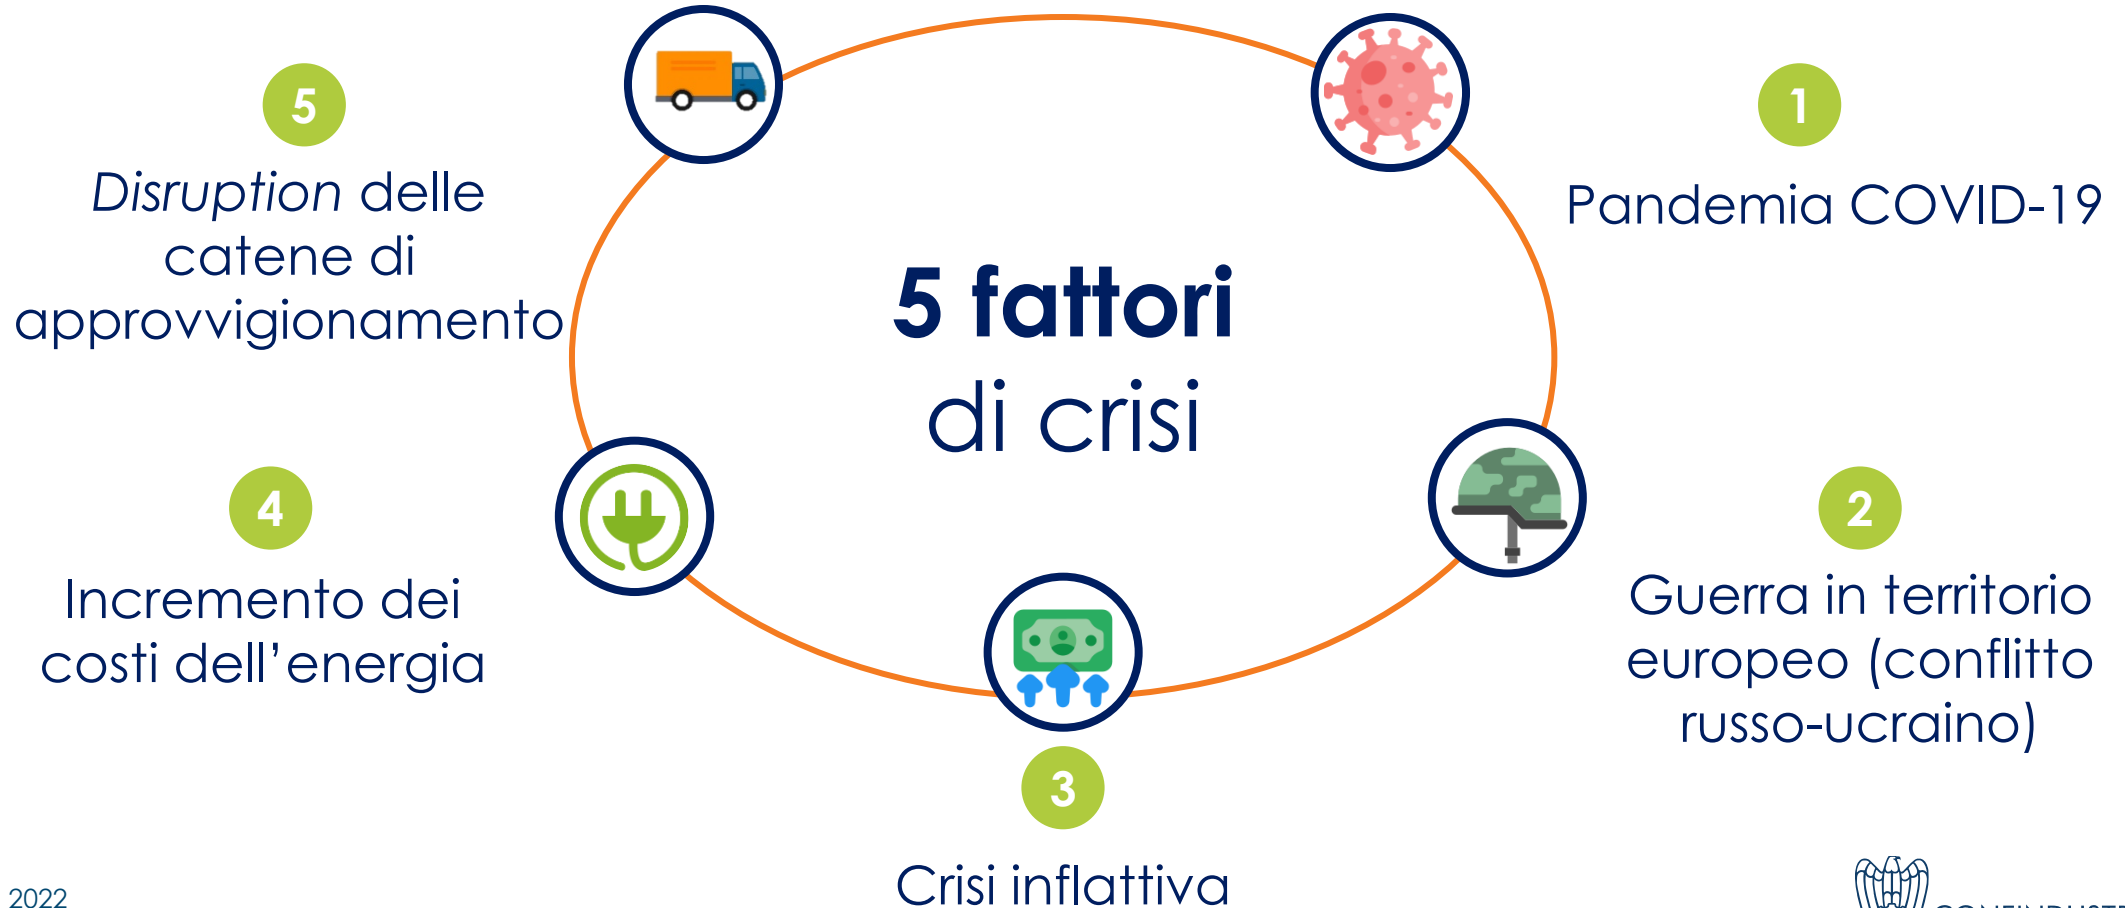 5 fattori
di crisi
1
Pandemia COVID-19
2
Guerra in territorio
europeo (conflitto
russo-ucraino)
3
Crisi inflattiva
4
Incremento dei
costi dell’energia
5
Disruption delle
catene di
approvvigionamento
2022